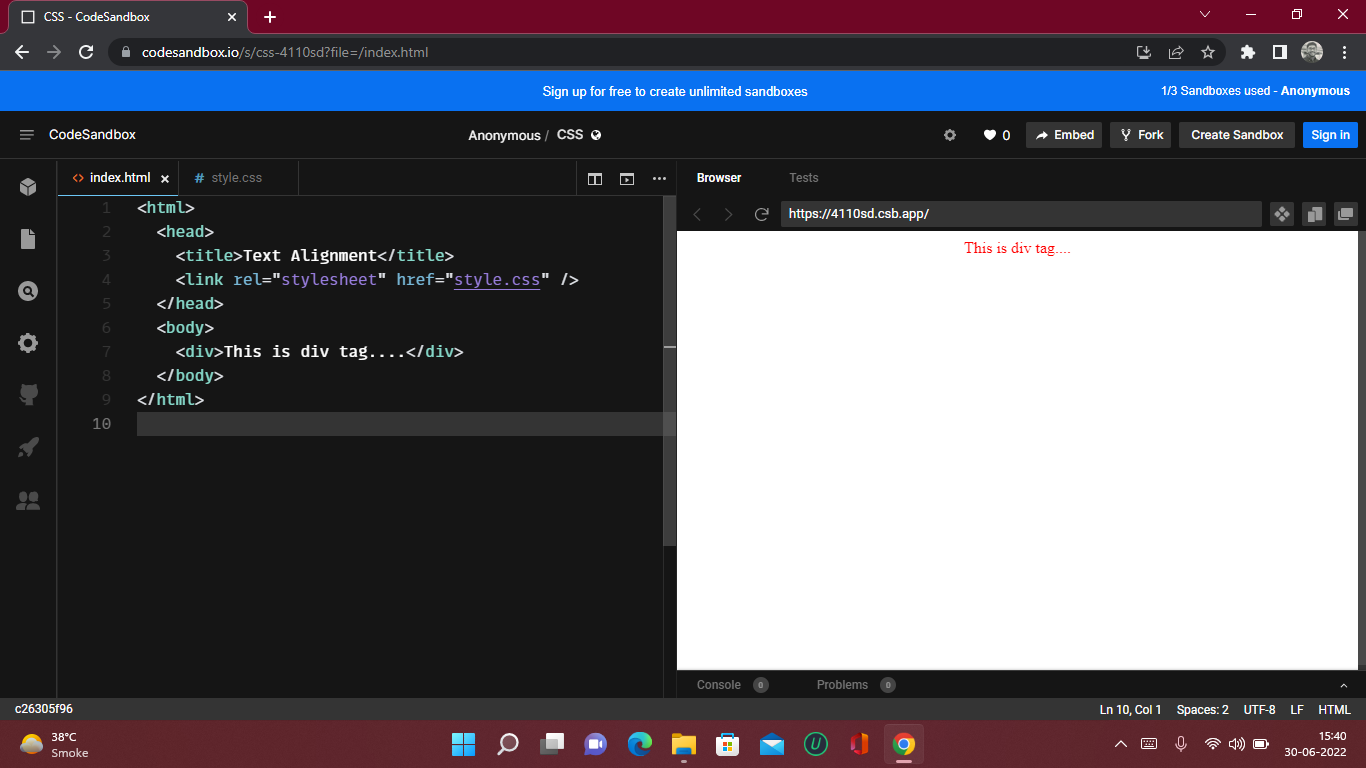 CSS - CodeSandbox
codesandbox.io/s/css-4110sd?file=/index.html
Sign up for free to create unlimited sandboxes
1/3 Sandboxes used - Anonymous
CodeSandbox
Anonymous / CSS
0
Embed
Fork
Create Sandbox
Sign in
<> index.html
# style.css
Browser
Tests
https://4110sd.csb.app/
1 <html>
2 <head>
3 <title>Text Alignment</title>
4 <link rel="stylesheet" href="style.css" />
5 </head>
6 <body>
7 <div>This is div tag....</div>
8 </body>
9 </html>
10
This is div tag....
Console 0
Problems 0
c26305f96
Ln 10, Col 1
Spaces: 2
UTF-8
LF
HTML
38°C
Smoke
U
15:40
30-06-2022